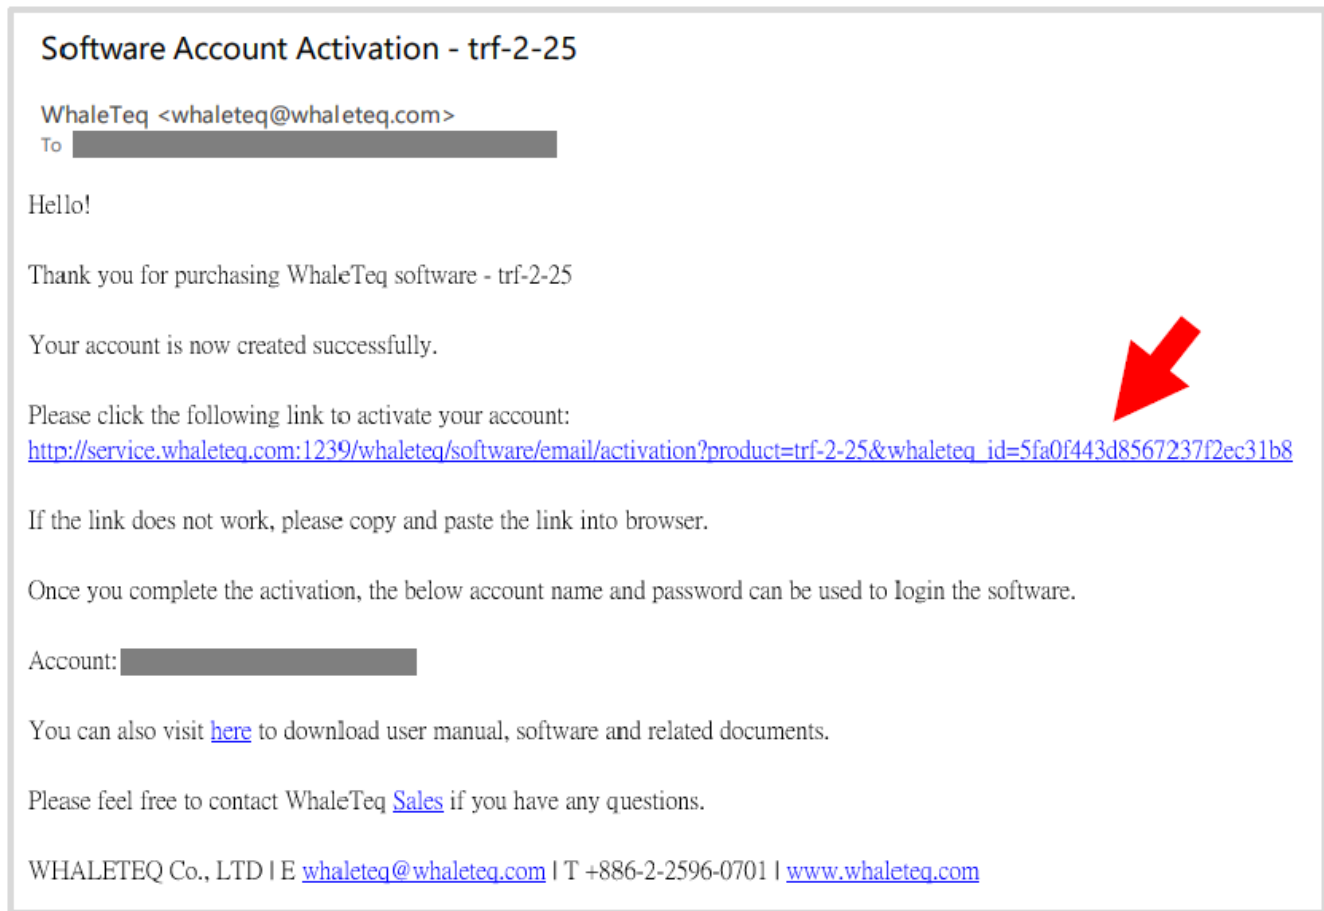 Software Account Activation - trf-2-25
WhaleTeq <whaleteq@whaleteq.com>
To
Hello!
Thank you for purchasing WhaleTeq software - trf-2-25
Your account is now created successfully.
Please click the following link to activate your account:
http://service.whaleteq.com:1239/whaleteq/software/email/activation?product=trf-2-25&whaleteq_id=5fa0f443d8567237f2ec31b8
If the link does not work, please copy and paste the link into browser.
Once you complete the activation, the below account name and password can be used to login the software.
Account:
You can also visit here to download user manual, software and related documents.
Please feel free to contact WhaleTeq Sales if you have any questions.
WHALETEQ Co., LTD | E whaleteq@whaleteq.com | T +886-2-2596-0701 | www.whaleteq.com